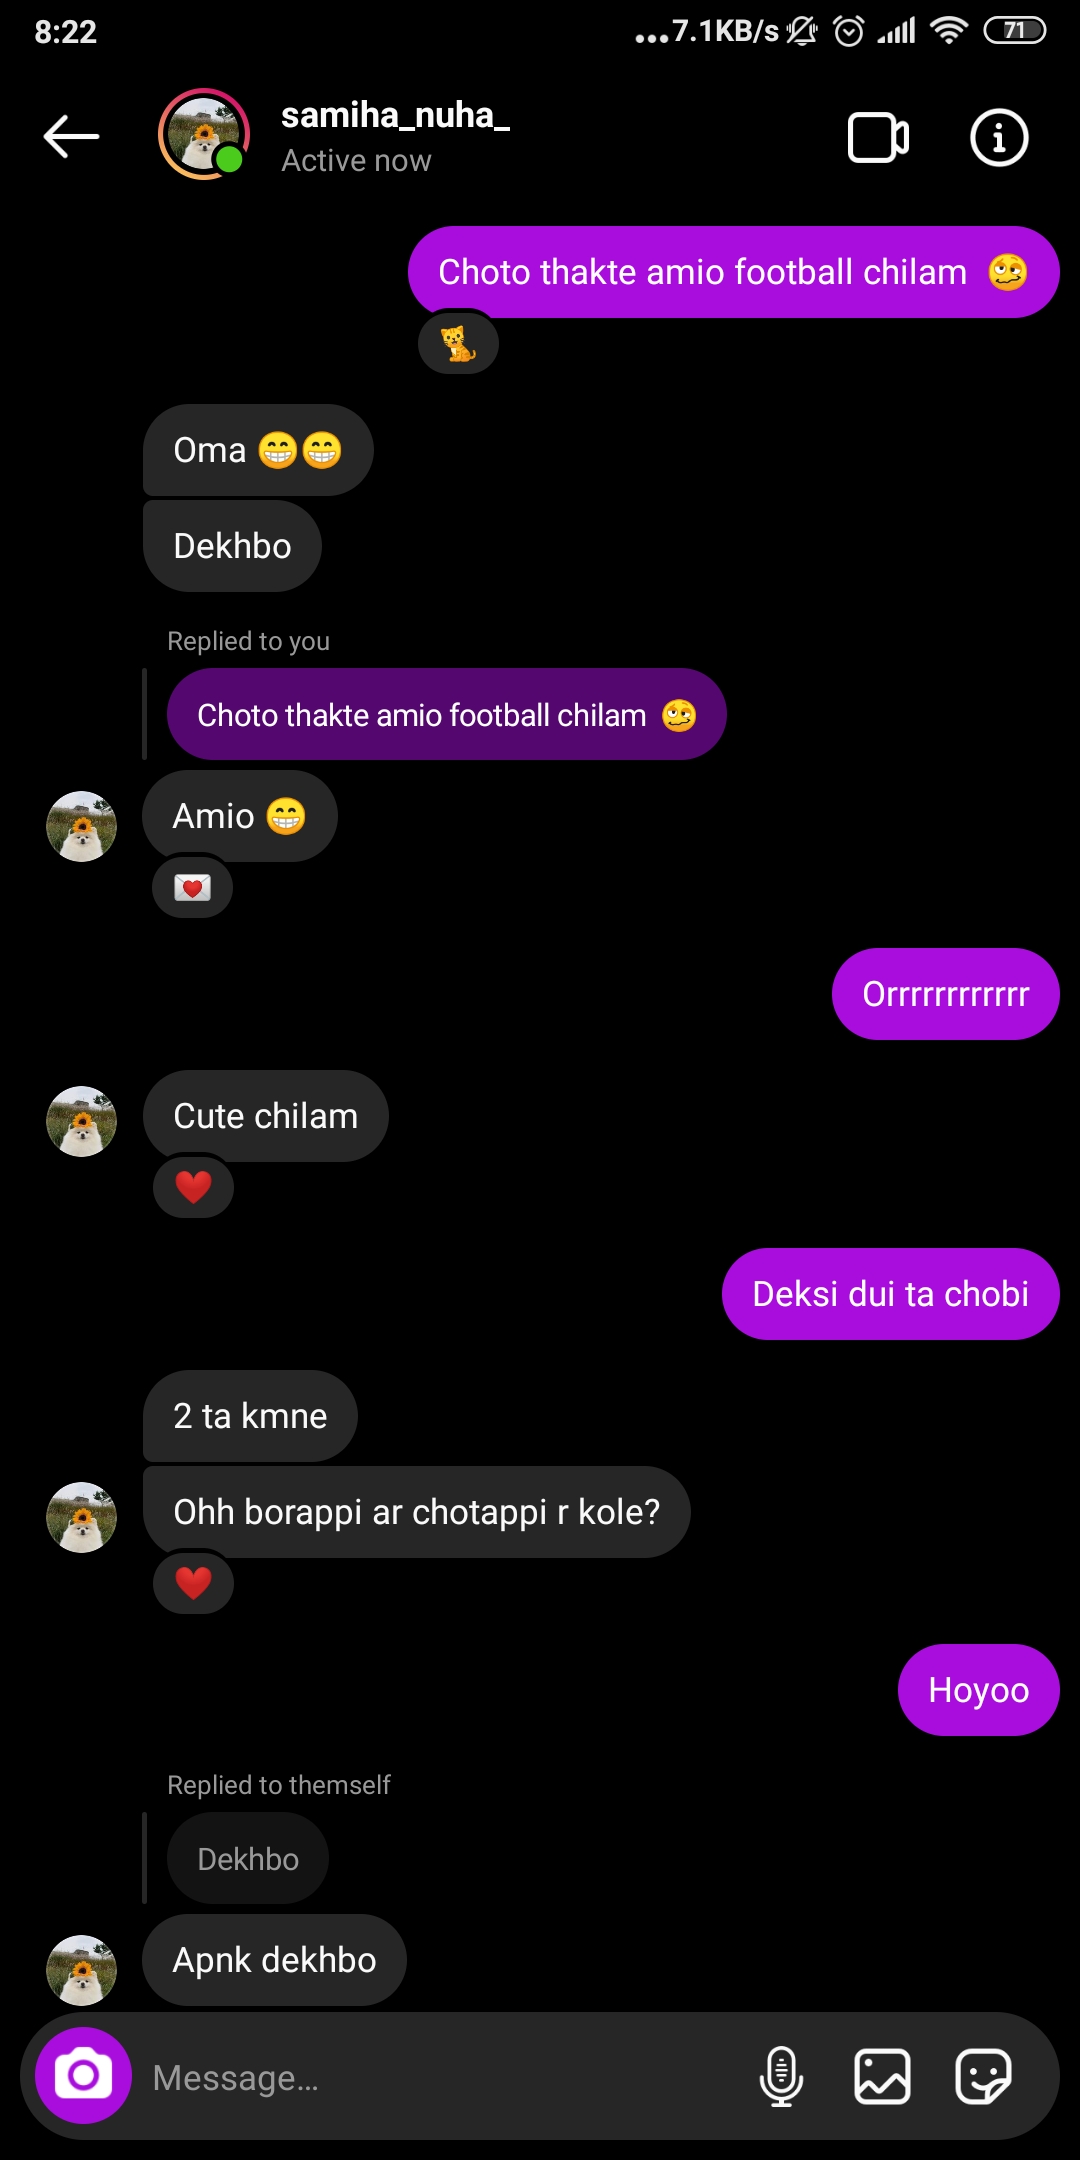 8:22
...7.1KB/s
71
samiha_nuha_
Active now
Choto thakte amio football chilam 🥴
🐈
Oma 😁😁
Dekhbo
Replied to you
Choto thakte amio football chilam 🥴
Amio 😁
💌
Orrrrrrrrrrrr
Cute chilam
❤️
Deksi dui ta chobi
2 ta kmne
Ohh borappi ar chotappi r kole?
❤️
Hoyoo
Replied to themself
Dekhbo
Apnk dekhbo
Message...